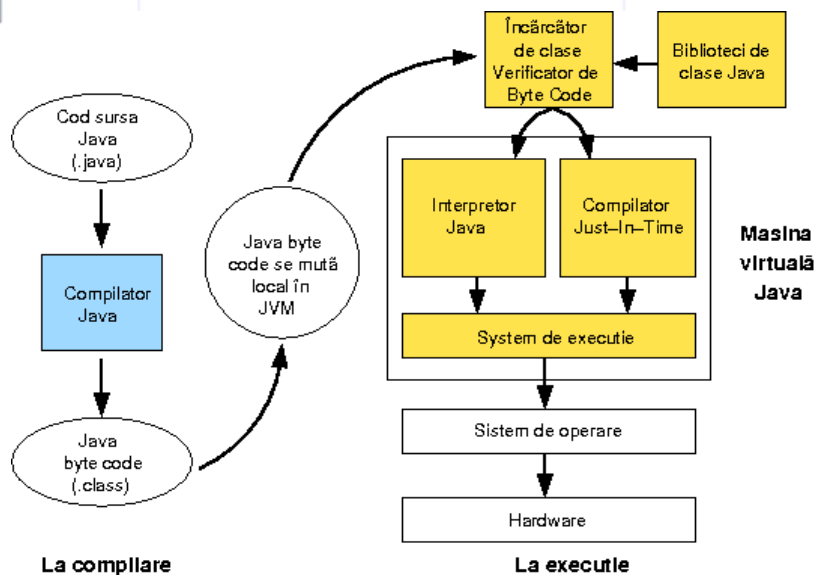 Cod sursa
Java
(.java)
Compilator
Java
Java
byte code
(.class)
La compilare
Java byte
code se mută
local în
JVM
Încărcător
de clase
Verificator de
Byte Code
Biblioteci de
clase Java
Interpretor
Java
Compilator
Just-In-Time
System de executie
Masina
virtuală
Java
Sistem de operare
Hardware
La executie